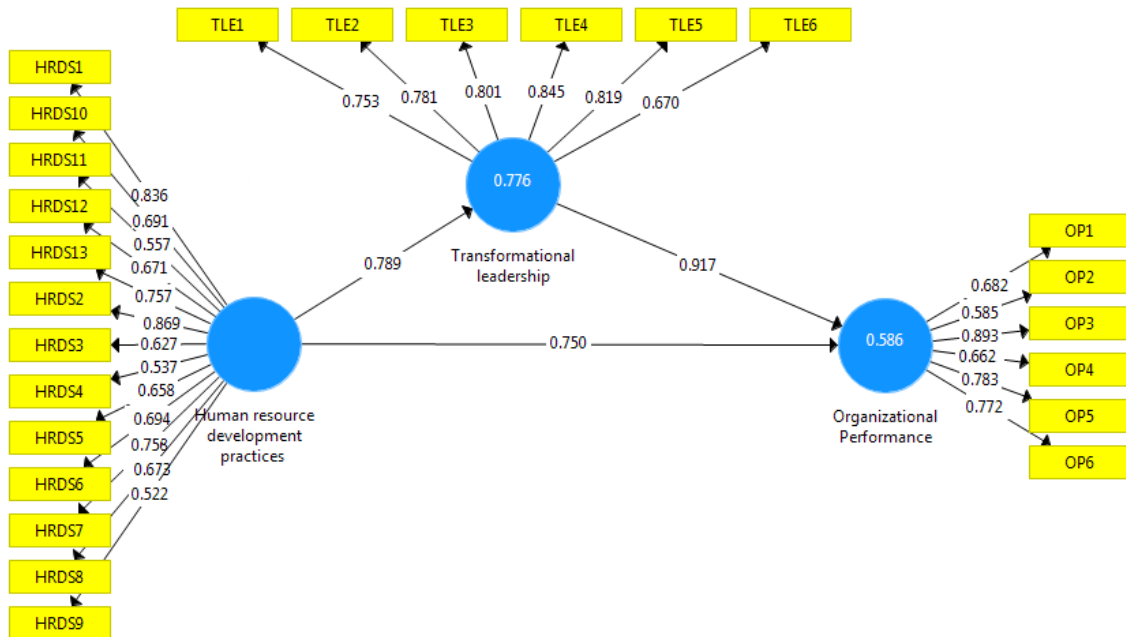 TLE1 TLE2 TLE3 TLE4 TLE5 TLE6
0.753 0.781 0.801 0.845 0.819 0.670
HRDS1
HRDS10
HRDS11
HRDS12
HRDS13
HRDS2
HRDS3
HRDS4
HRDS5
HRDS6
HRDS7
HRDS8
HRDS9
0.836
0.691
0.557
0.671
0.757
0.869
0.627
0.537
0.658
0.694
0.758
0.673
0.522
Human resource
development
practices
0.789
0.776
Transformational
leadership
0.917
0.750
0.586
Organizational
Performance
0.682
0.585
0.893
0.662
0.783
0.772
OP1
OP2
OP3
OP4
OP5
OP6